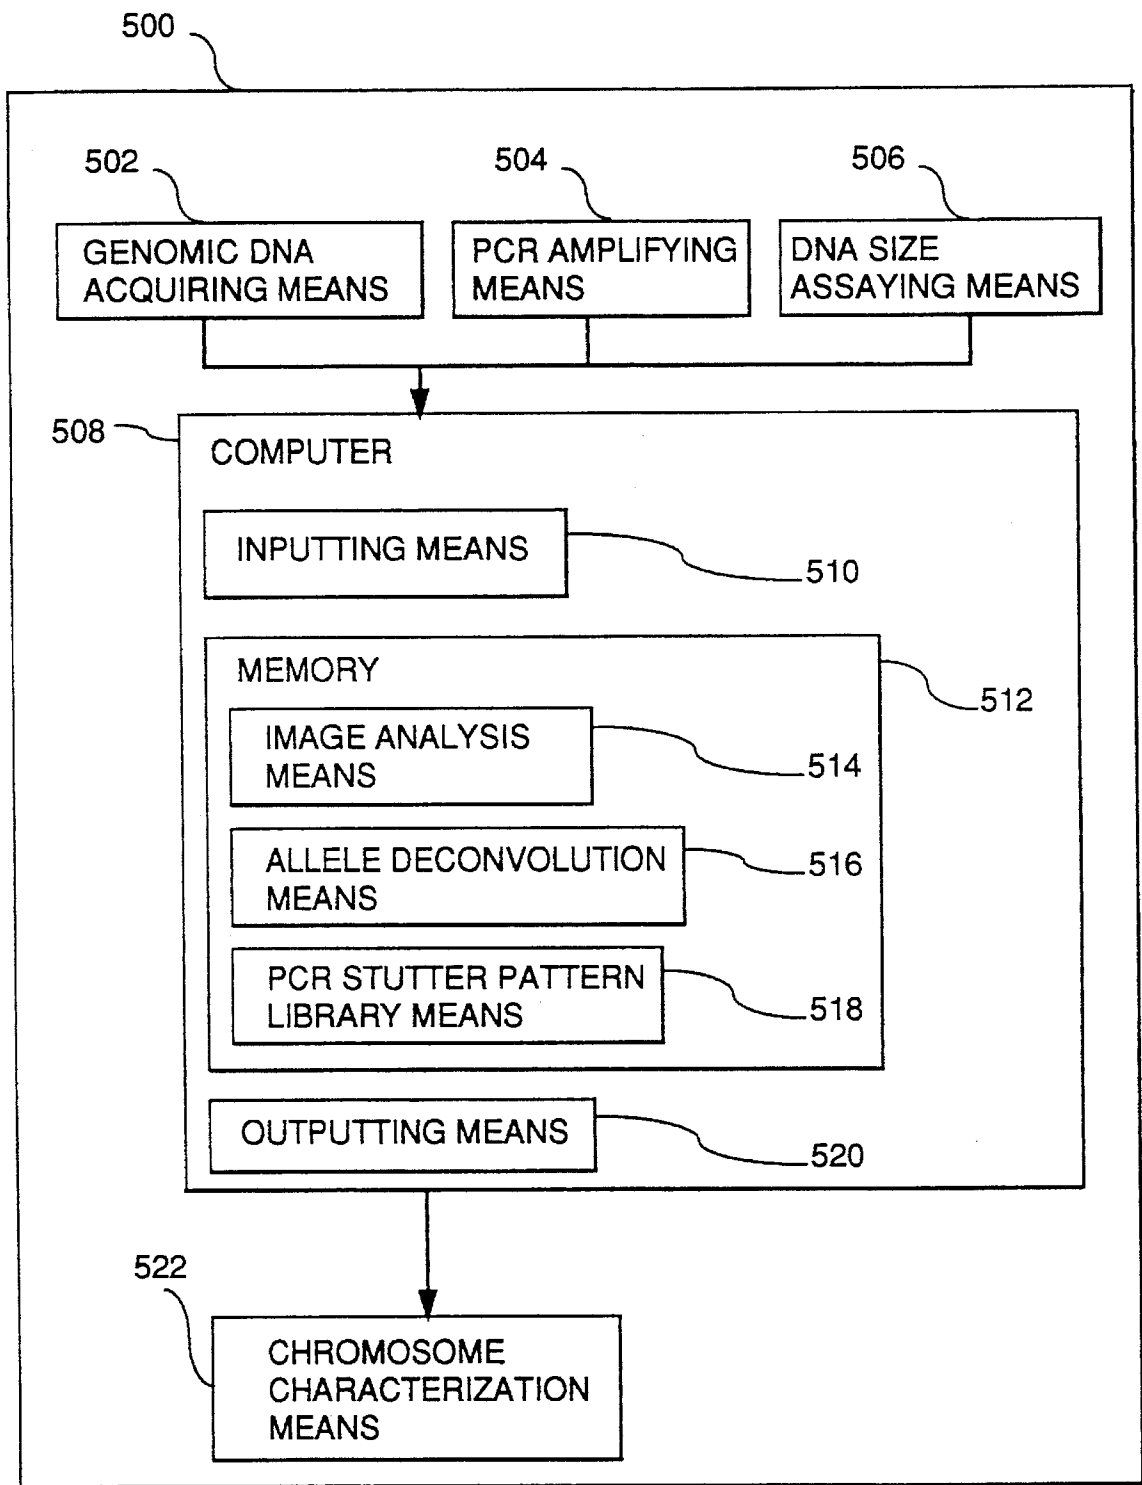 500
502
504
506
GENOMIC DNA
ACQUIRING MEANS
PCR AMPLIFYING
MEANS
DNA SIZE
ASSAYING MEANS
508
COMPUTER
INPUTTING MEANS
510
MEMORY
512
IMAGE ANALYSIS
MEANS
514
ALLELE DECONVOLUTION
MEANS
516
PCR STUTTER PATTERN
LIBRARY MEANS
518
OUTPUTTING MEANS
520
522
CHROMOSOME
CHARACTERIZATION
MEANS